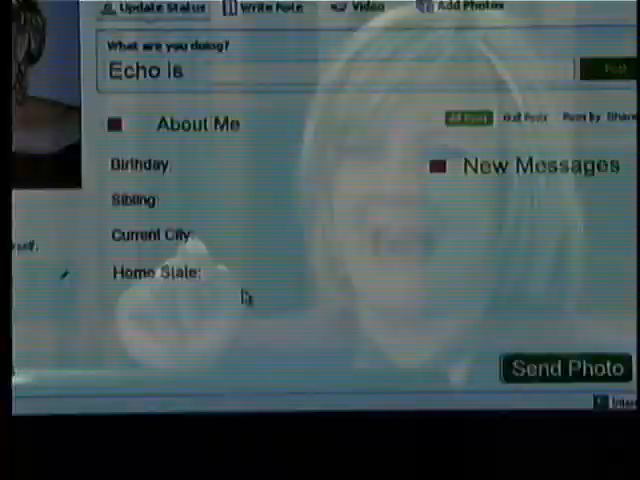 Update Status Write Note Video Add Photos
What are you doing?
Echo is
Post
About Me
New Messages
Birthday:
Sibling:
Current City:
Home State:
Send Photo